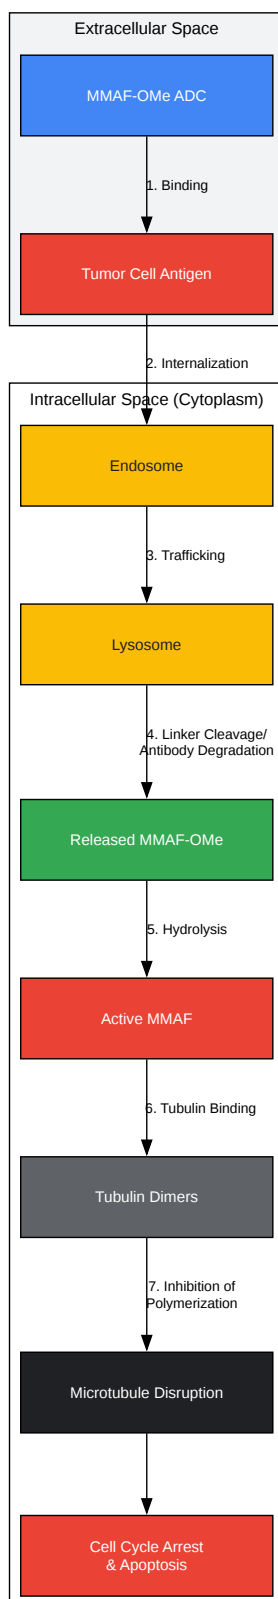 Extracellular Space
MMAF-OMe ADC
1. Binding
Tumor Cell Antigen
2. Internalization
Intracellular Space (Cytoplasm)
Endosome
3. Trafficking
Lysosome
4. Linker Cleavage/
Antibody Degradation
Released MMAF-OMe
5. Hydrolysis
Active MMAF
6. Tubulin Binding
Tubulin Dimers
7. Inhibition of
Polymerization
Microtubule Disruption
Cell Cycle Arrest
& Apoptosis